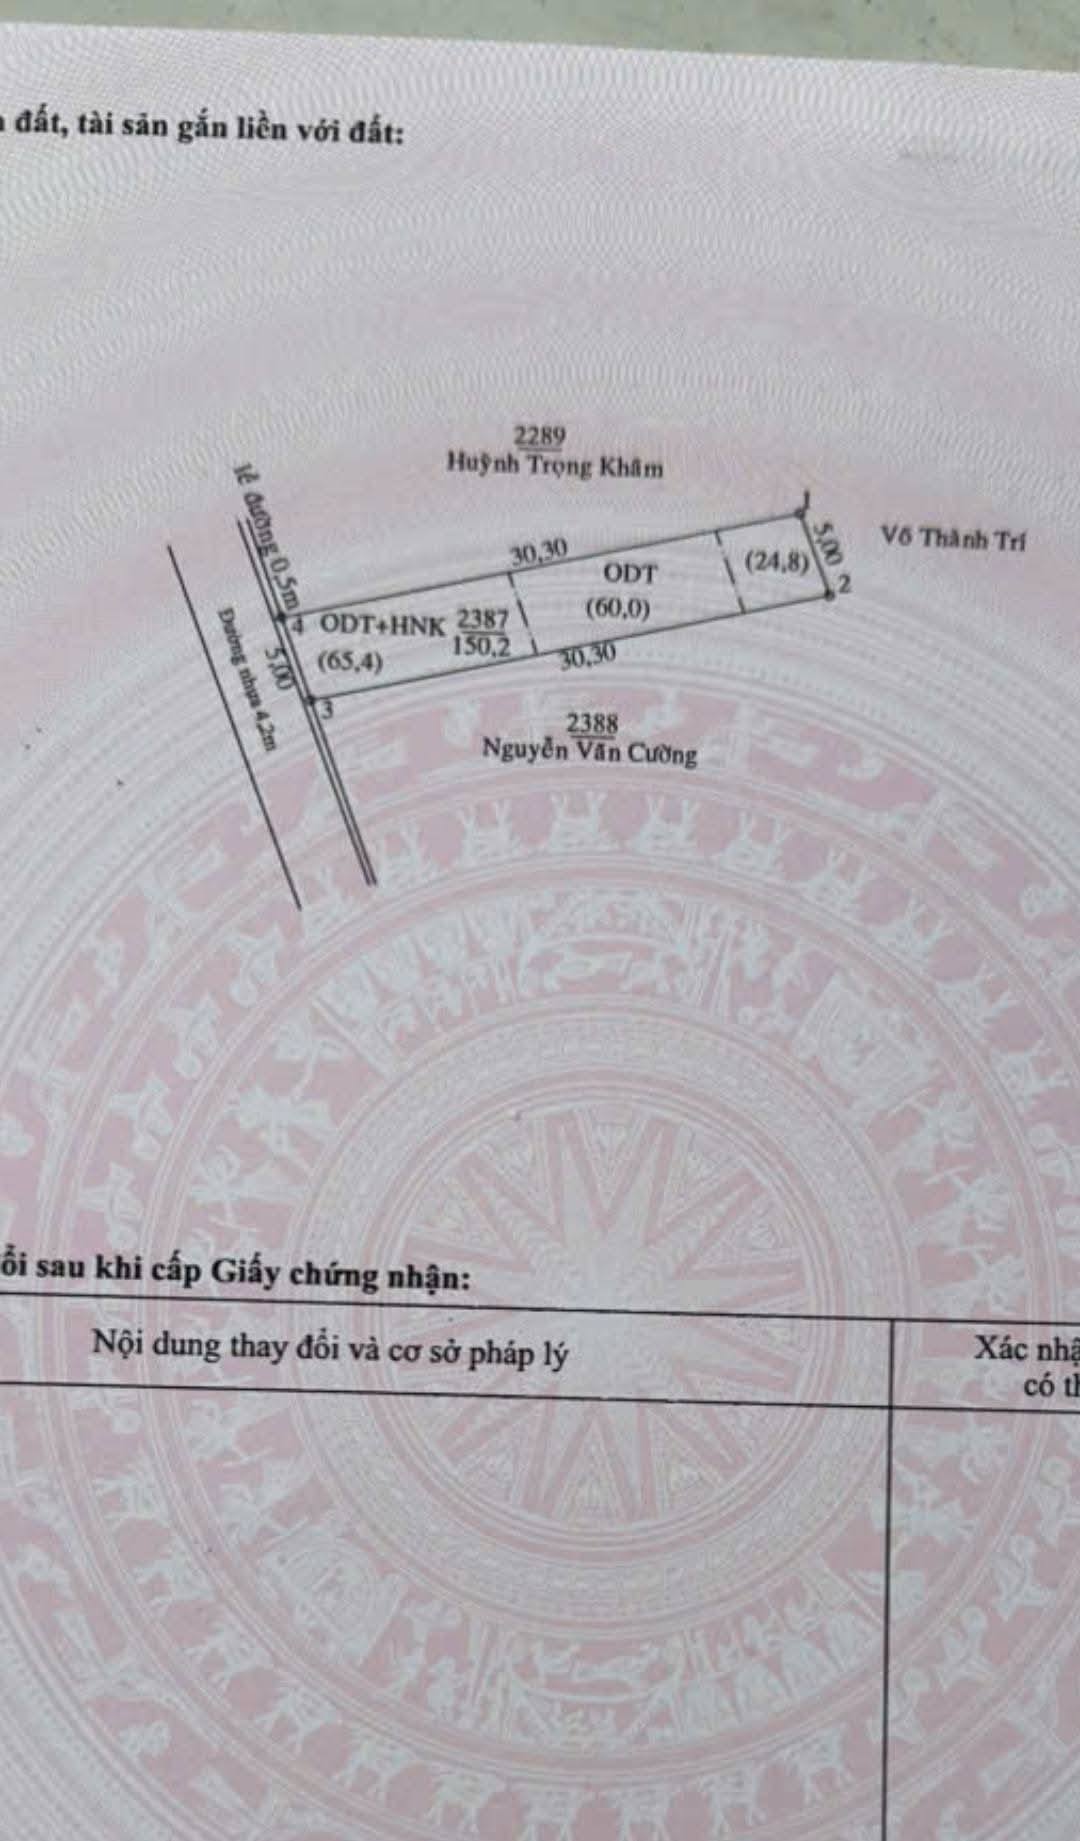 đất, tài sản gắn liền với đất:
2289
Huỳnh Trọng Khâm
lề đường 0,5m
1
5,00
Võ Thành Trí
30,30
ODT
(24,8)
2
(60,0)
4
ODT+HNK
2387
150,2
(65,4)
5,00
30,30
3
Đường nhựa 4,2m
2388
Nguyễn Văn Cường
ổi sau khi cấp Giấy chứng nhận:
Nội dung thay đổi và cơ sở pháp lý
Xác nhậ
có th